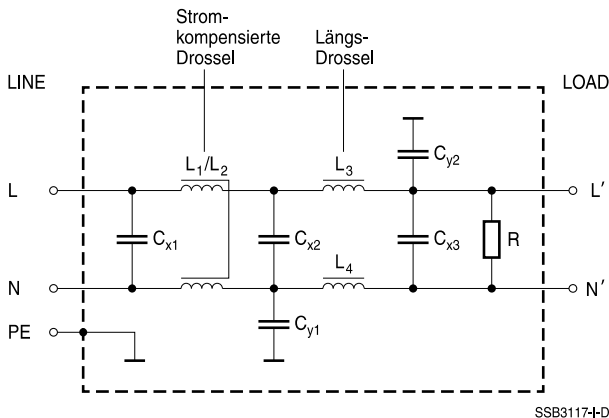 Strom-
kompensierte
Drossel
Längs-
Drossel
LINE
LOAD
Cy2
L1/L2
L3
L
L′
Cx1
Cx2
Cx3
R
L4
N
N′
Cy1
PE
SSB3117-I-D